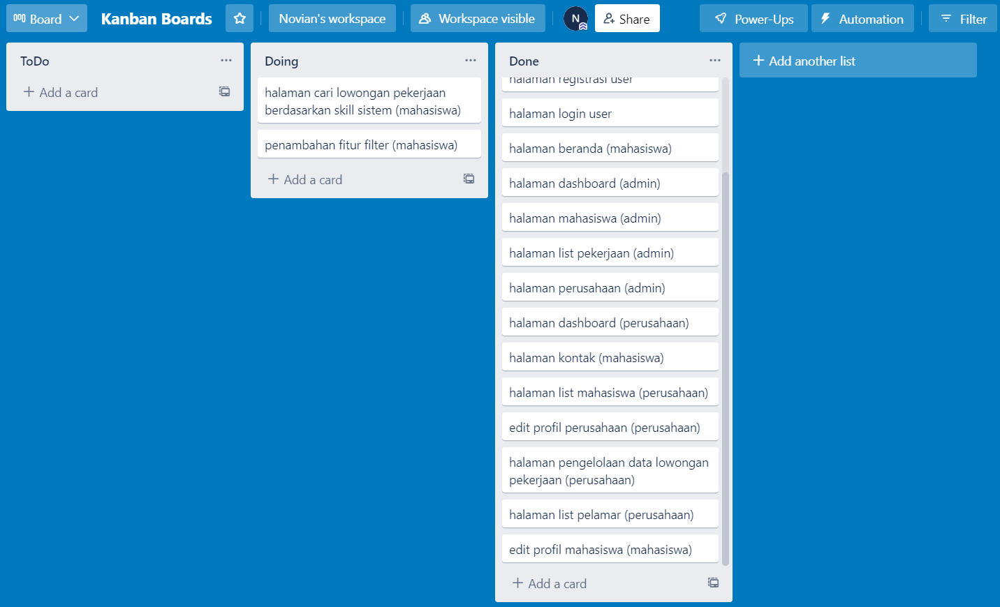 Board
Kanban Boards
Novian's workspace
Workspace visible
N
Share
Power-Ups
Automation
Filter
ToDo
Add a card
Doing
halaman cari lowongan pekerjaan
berdasarkan skill sistem (mahasiswa)
penambahan fitur filter (mahasiswa)
Add a card
Done
halaman registrasi user
halaman login user
halaman beranda (mahasiswa)
halaman dashboard (admin)
halaman mahasiswa (admin)
halaman list pekerjaan (admin)
halaman perusahaan (admin)
halaman dashboard (perusahaan)
halaman kontak (mahasiswa)
halaman list mahasiswa (perusahaan)
edit profil perusahaan (perusahaan)
halaman pengelolaan data lowongan
pekerjaan (perusahaan)
halaman list pelamar (perusahaan)
edit profil mahasiswa (mahasiswa)
Add a card
Add another list